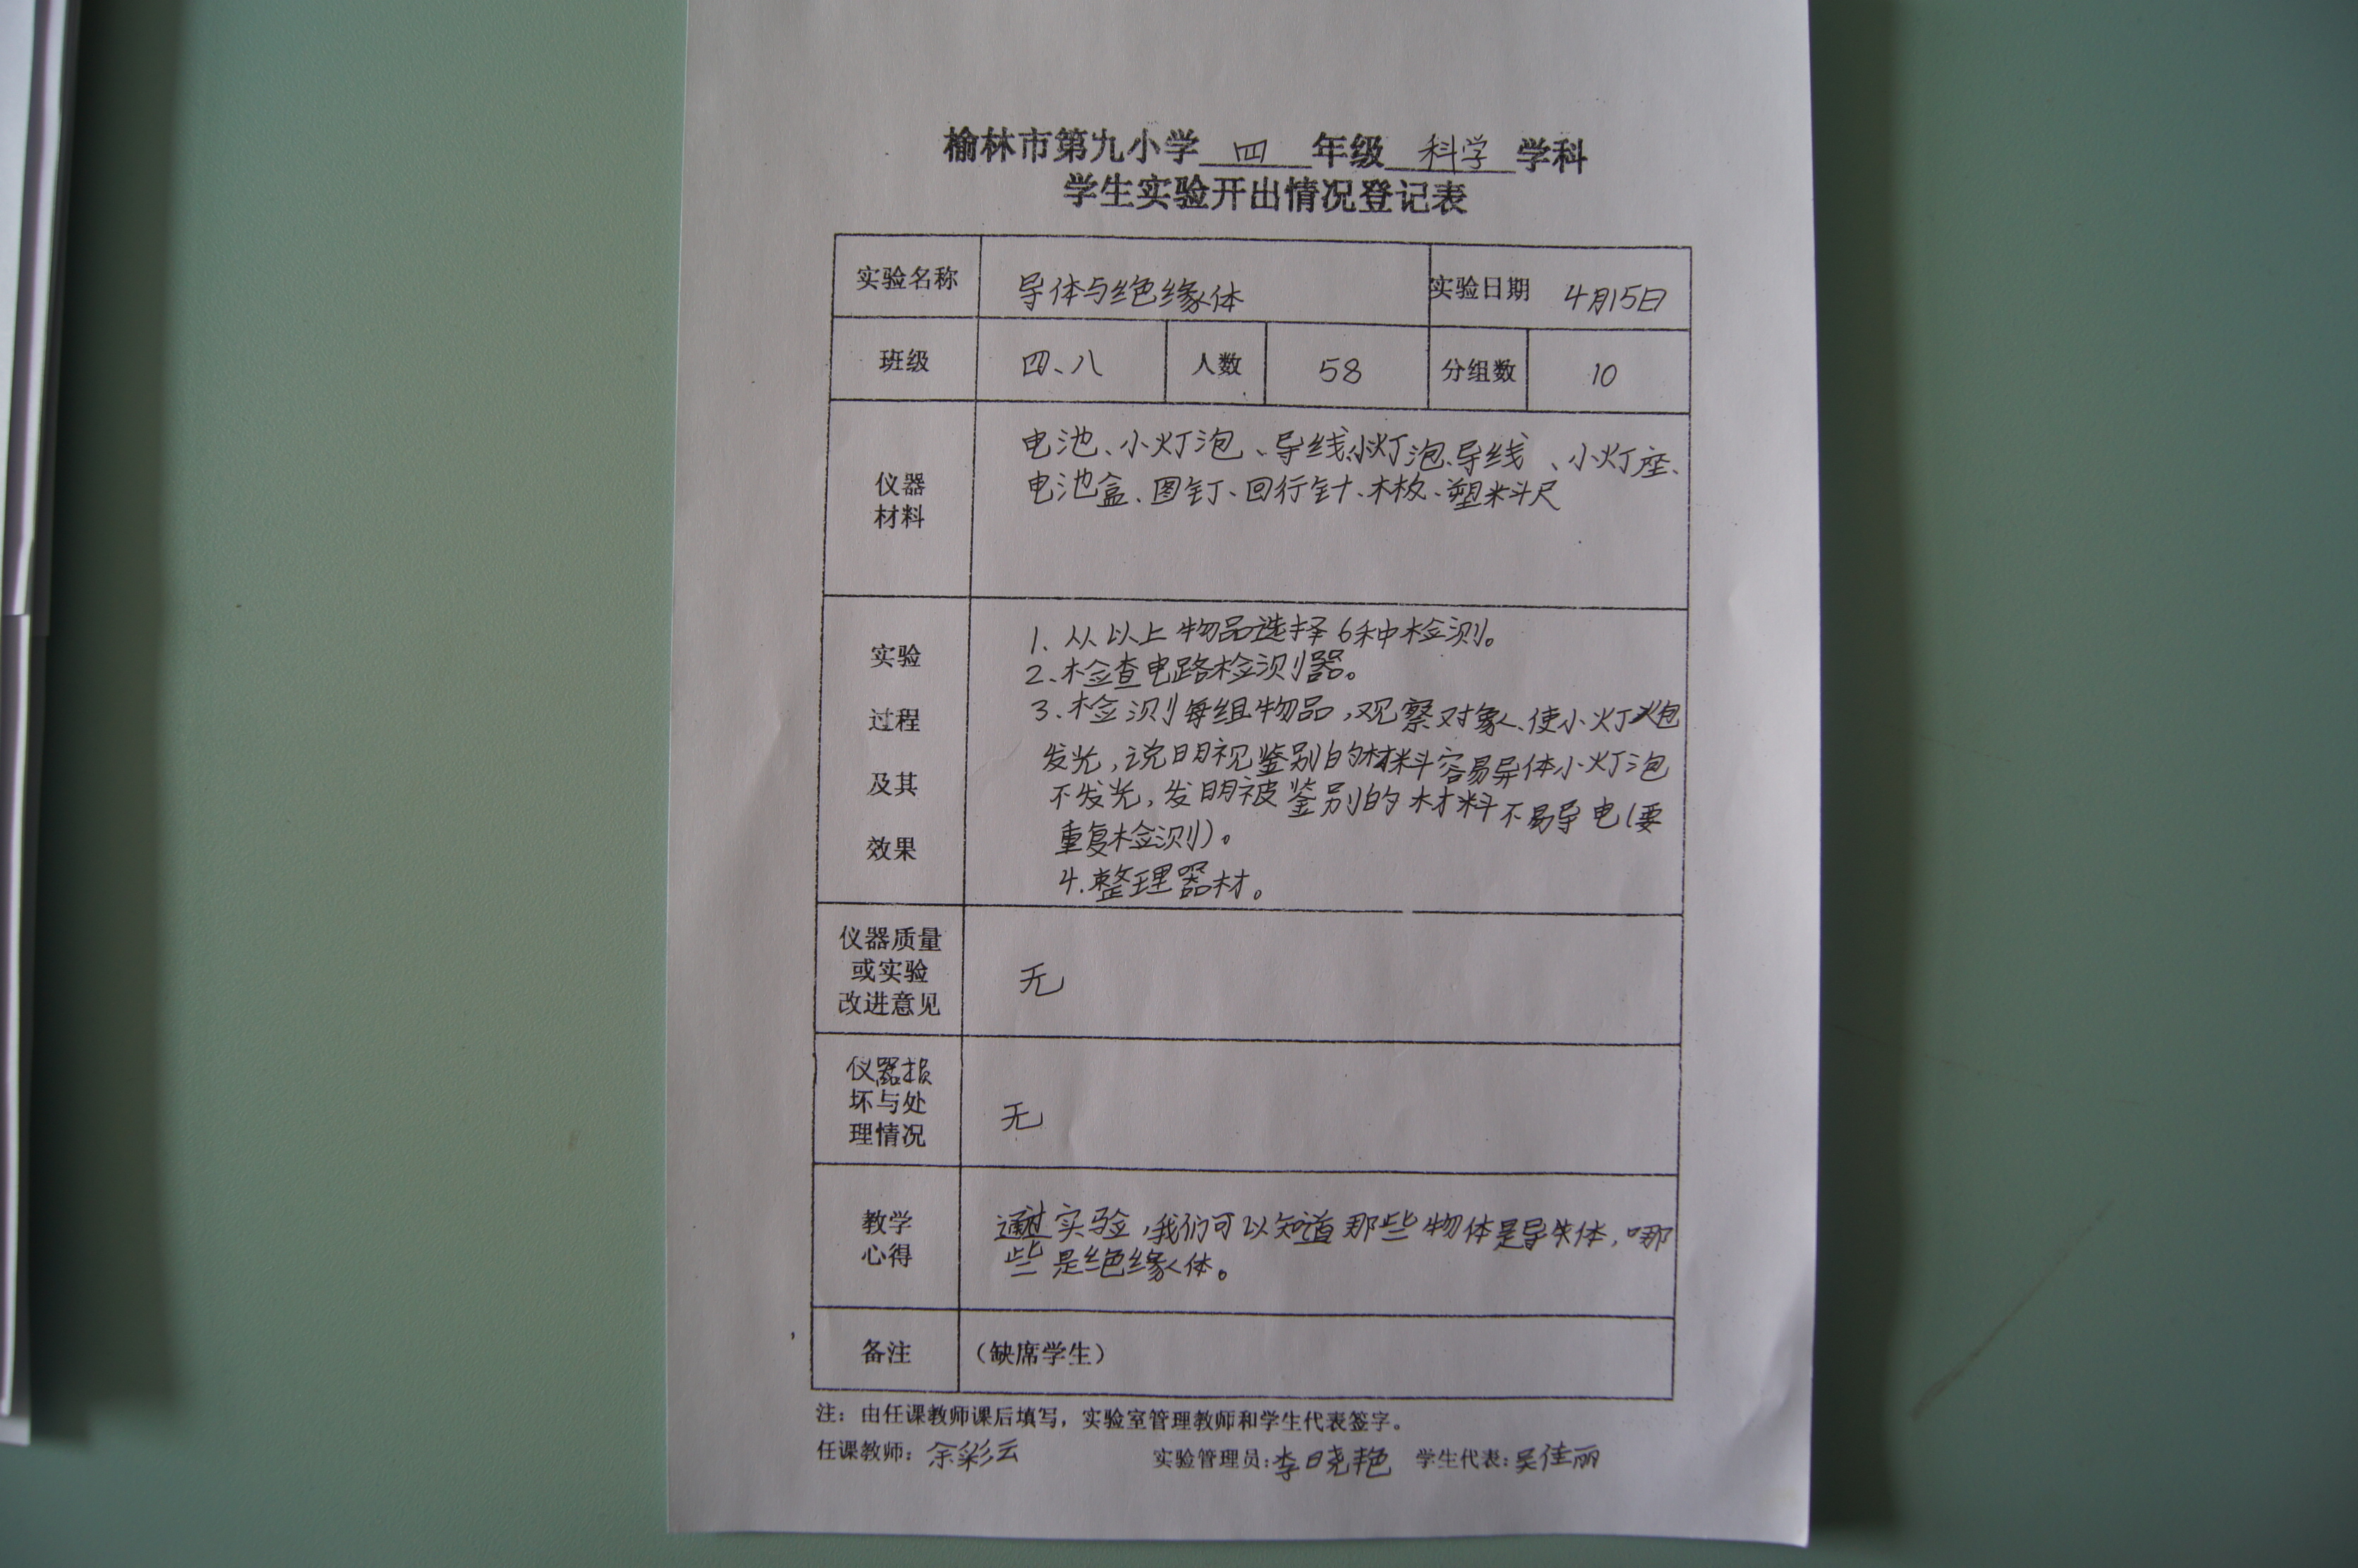 榆林市第九小学 四 年级 科学 学科
学生实验开出情况登记表
实验名称 导体与绝缘体 实验日期 4月15日
班级 四、八 人数 58 分组数 10
仪器
材料
电池、小灯泡、导线、小灯泡、导线、小灯座、
电池盒、图钉、回行针、木板、塑料尺
实验
过程
及其
效果
1、从以上物品选择6种检测。
2、检查电路检测器。
3、检测每组物品,观察对象、使小灯泡
发光,说明视鉴别的材料容易导体小灯泡
不发光,发明被鉴别的材料不易导电(要
重复检测)。
4.整理器材。
仪器质量
或实验
改进意见
无
仪器损
坏与处
理情况
无
教学
心得
通过实验,我们可以知道那些物体是导失体,哪
些是绝缘体。
备注 (缺席学生)
注:由任课教师课后填写,实验室管理教师和学生代表签字。
任课教师:余彩云 实验管理员:李晓艳 学生代表:吴佳丽